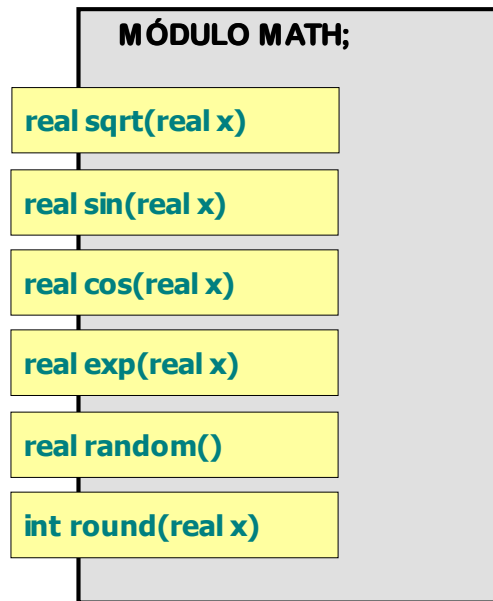 MÓDULO MATH;
real sqrt(real x)
real sin(real x)
real cos(real x)
real exp(real x)
real random()
int round(real x)